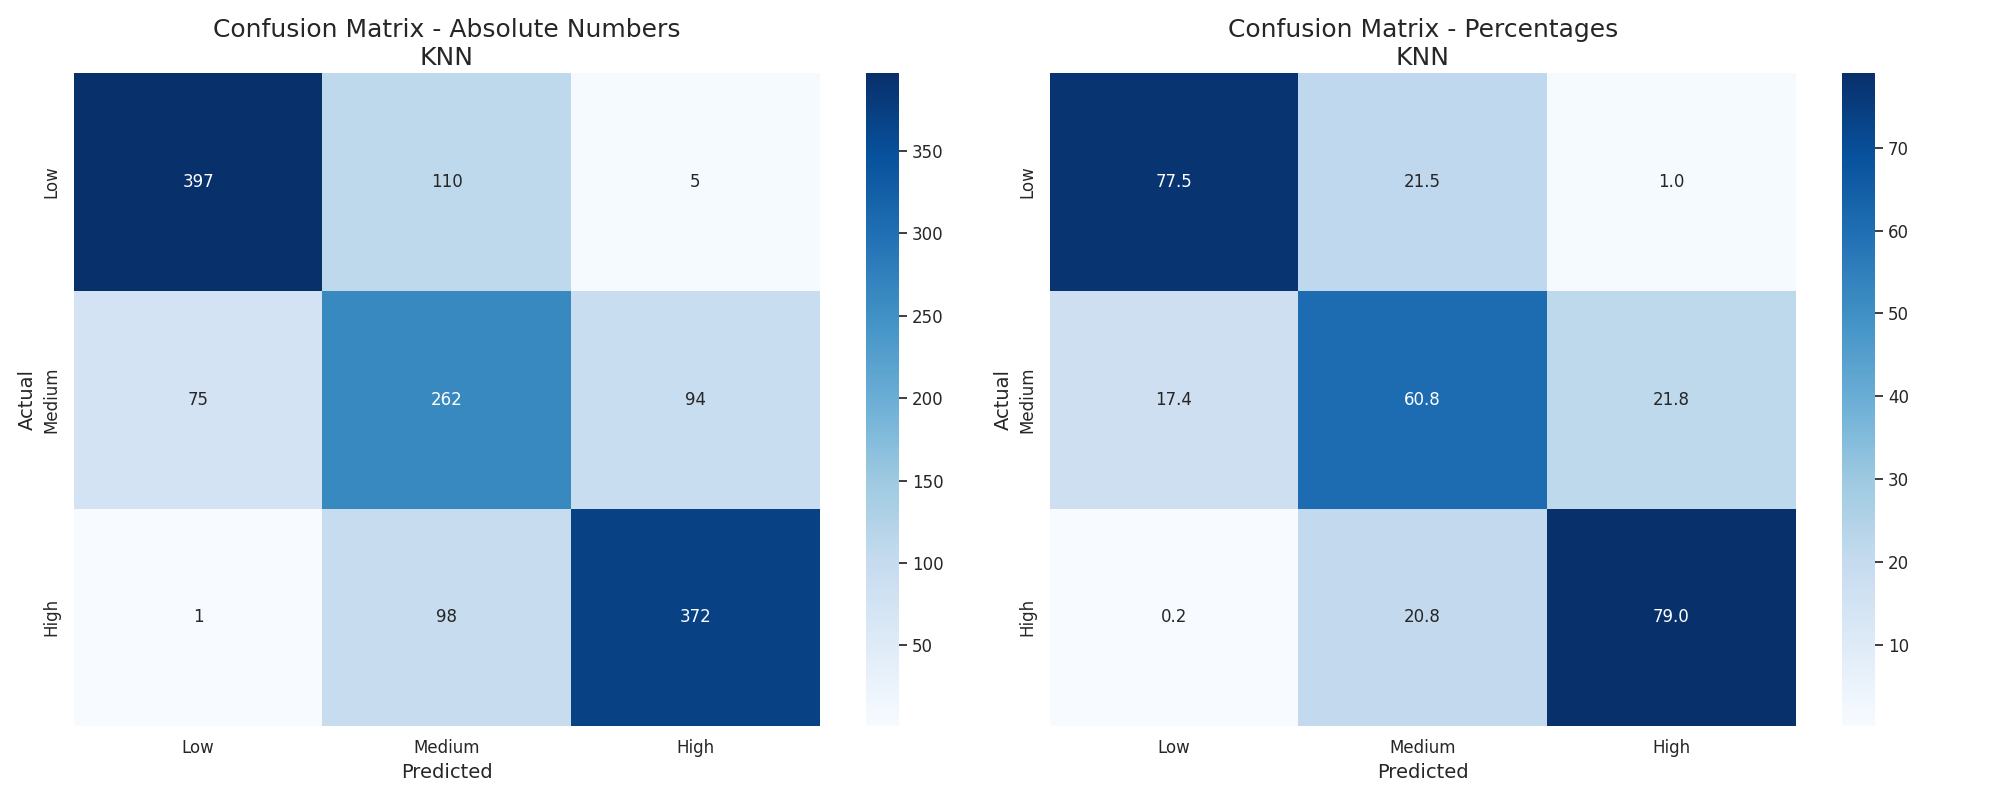 Confusion Matrix - Absolute Numbers
KNN
397 110 5
75 262 94
1 98 372
Low
Medium
High
Actual
Low Medium High
Predicted
350
300
250
200
150
100
50
Confusion Matrix - Percentages
KNN
77.5 21.5 1.0
17.4 60.8 21.8
0.2 20.8 79.0
Low
Medium
High
Actual
Low Medium High
Predicted
70
60
50
40
30
20
10